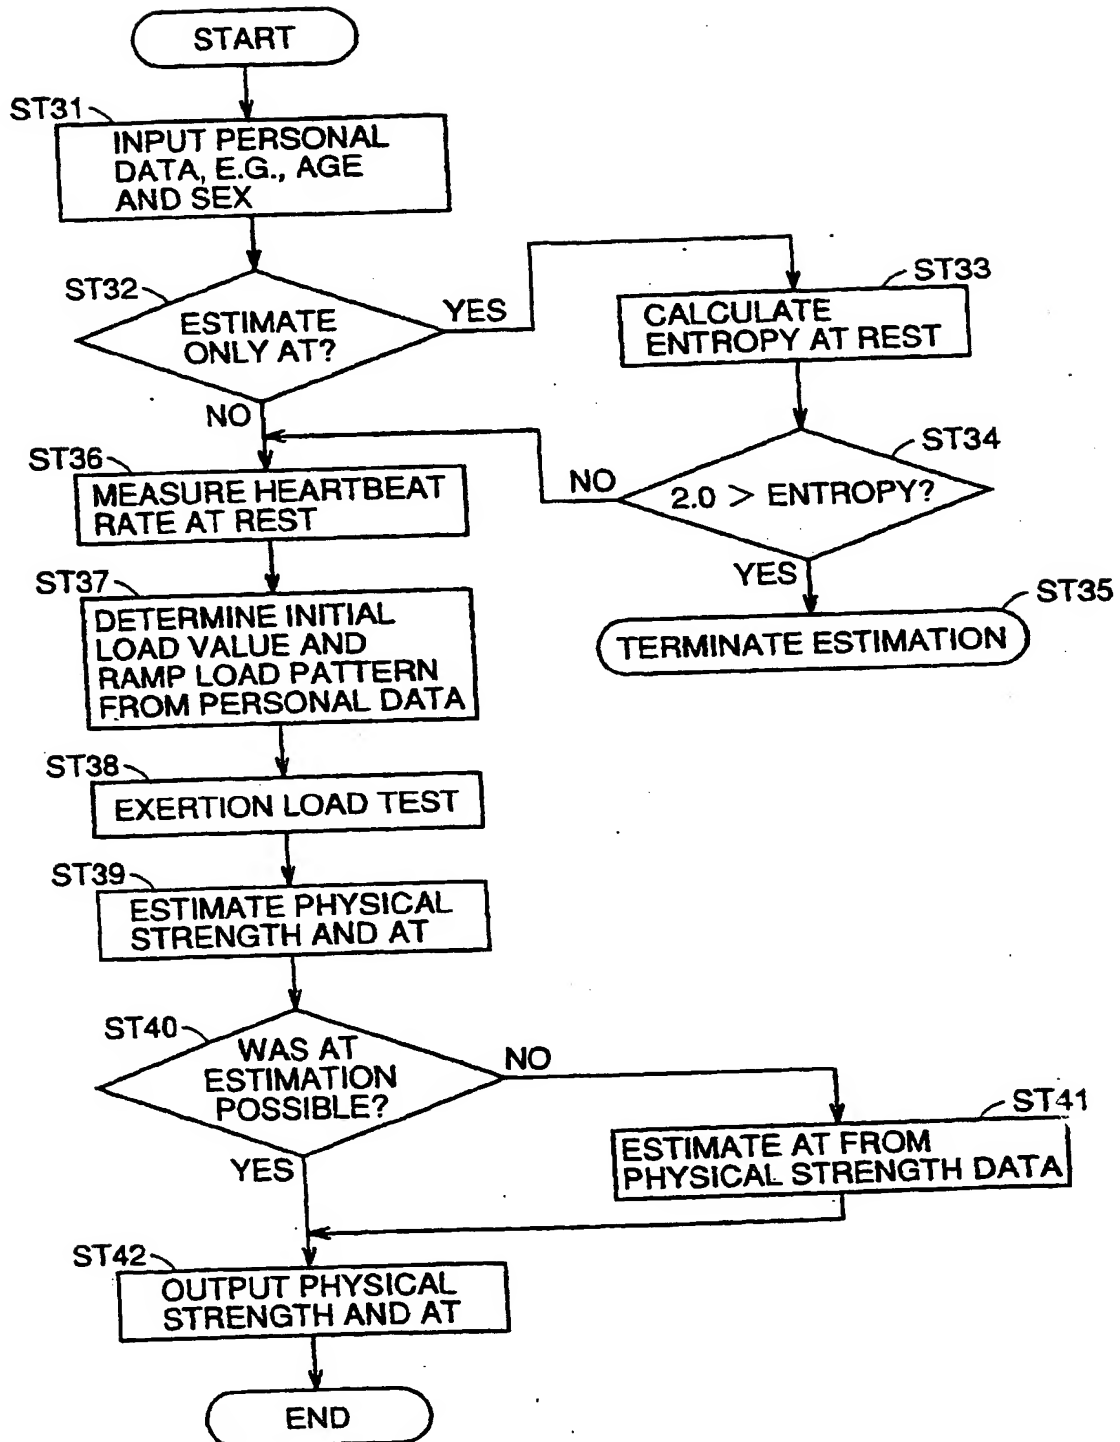 START
ST31
INPUT PERSONAL
DATA, E.G., AGE
AND SEX
ST32
ESTIMATE
ONLY AT?
YES
NO
ST33
CALCULATE
ENTROPY AT REST
ST34
2.0 > ENTROPY?
NO
YES
ST35
TERMINATE ESTIMATION
ST36
MEASURE HEARTBEAT
RATE AT REST
ST37
DETERMINE INITIAL
LOAD VALUE AND
RAMP LOAD PATTERN
FROM PERSONAL DATA
ST38
EXERTION LOAD TEST
ST39
ESTIMATE PHYSICAL
STRENGTH AND AT
ST40
WAS AT
ESTIMATION
POSSIBLE?
NO
YES
ST41
ESTIMATE AT FROM
PHYSICAL STRENGTH DATA
ST42
OUTPUT PHYSICAL
STRENGTH AND AT
END